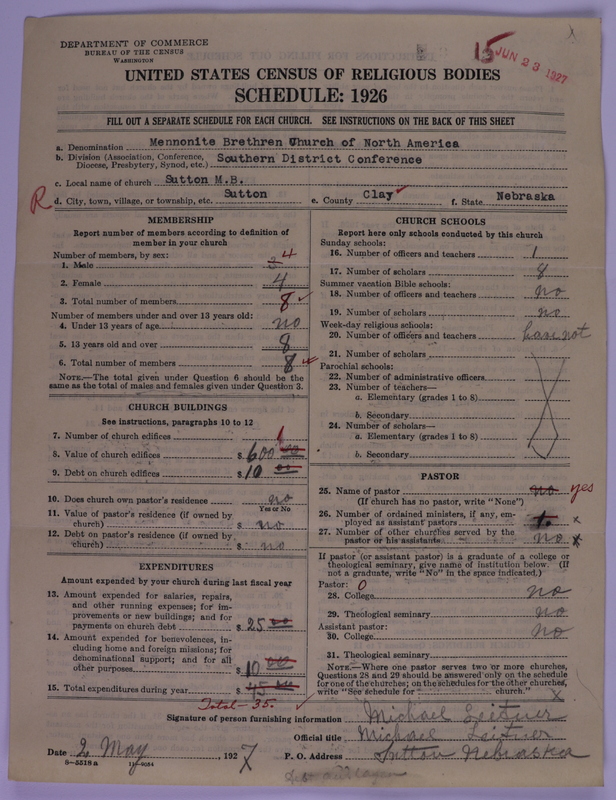 DEPARTMENT OF COMMERCE
BUREAU OF THE CENSUS
WASHINGTON
15 JUN 23 1927
x
UNITED STATES CENSUS OF RELIGIOUS BODIES
SCHEDULE: 1926
FILL OUT A SEPARATE SCHEDULE FOR EACH CHURCH. SEE INSTRUCTIONS ON THE BACK OF THIS SHEET
a. Denomination Mennonite Brethren Church of North America
b. Division (Association, Conference, Diocese, Presbytery, Synod, etc.) Southern District Conference
c. Local name of church Sutton M.B.
R d. City, town, village, or township, etc. Sutton e. County Clay ✓ f. State Nebraska
MEMBERSHIP
Report number of members according to definition of
member in your church
Number of members, by sex:
1. Male 3 4
2. Female 4
3. Total number of members 8 ✓
Number of members under and over 13 years old:
4. Under 13 years of age no
5. 13 years old and over 8
6. Total number of members 8 ✓
NOTE.—The total given under Question 6 should be the
same as the total of males and females given under Question 3.
CHURCH BUILDINGS
See instructions, paragraphs 10 to 12
7. Number of church edifices 1
8. Value of church edifices $ 600 00
9. Debt on church edifices $ 10 00
10. Does church own pastor's residence no
Yes or No
11. Value of pastor's residence (if owned by
church) $ no
12. Debt on pastor's residence (if owned by
church) $ no
EXPENDITURES
Amount expended by your church during last fiscal year
13. Amount expended for salaries, repairs,
and other running expenses; for im-
provements or new buildings; and for
payments on church debt $ 25 00
14. Amount expended for benevolences, in-
cluding home and foreign missions; for
denominational support; and for all
other purposes $ 10 00
15. Total expenditures during year $ 45 00
Total- 35. ✓
CHURCH SCHOOLS
Report here only schools conducted by this church
Sunday schools:
16. Number of officers and teachers 1
17. Number of scholars 8
Summer vacation Bible schools:
18. Number of officers and teachers no
19. Number of scholars no
Week-day religious schools:
20. Number of officers and teachers have not
21. Number of scholars
Parochial schools:
22. Number of administrative officers
23. Number of teachers—
a. Elementary (grades 1 to 8)
b. Secondary
24. Number of scholars—
a. Elementary (grades 1 to 8)
b. Secondary
PASTOR
25. Name of pastor no yes
(If church has no pastor, write "None")
26. Number of ordained ministers, if any, em-
ployed as assistant pastors 1. x
27. Number of other churches served by the
pastor or his assistants no x
If pastor (or assistant pastor) is a graduate of a college or
theological seminary, give name of institution below. (If
not a graduate, write "No" in the space indicated.)
Pastor: 0
28. College no
29. Theological seminary no
Assistant pastor:
30. College no
31. Theological seminary
NOTE.—Where one pastor serves two or more churches,
Questions 28 and 29 should be answered only on the schedule
for one of the churches; on the schedules for the other churches,
write "See schedule for church." x
Signature of person furnishing information Michael Leitner
Official title Michael Leitner
Date 2 May, 1927 P. O. Address Sutton Nebraska
8—5518a 11—9054